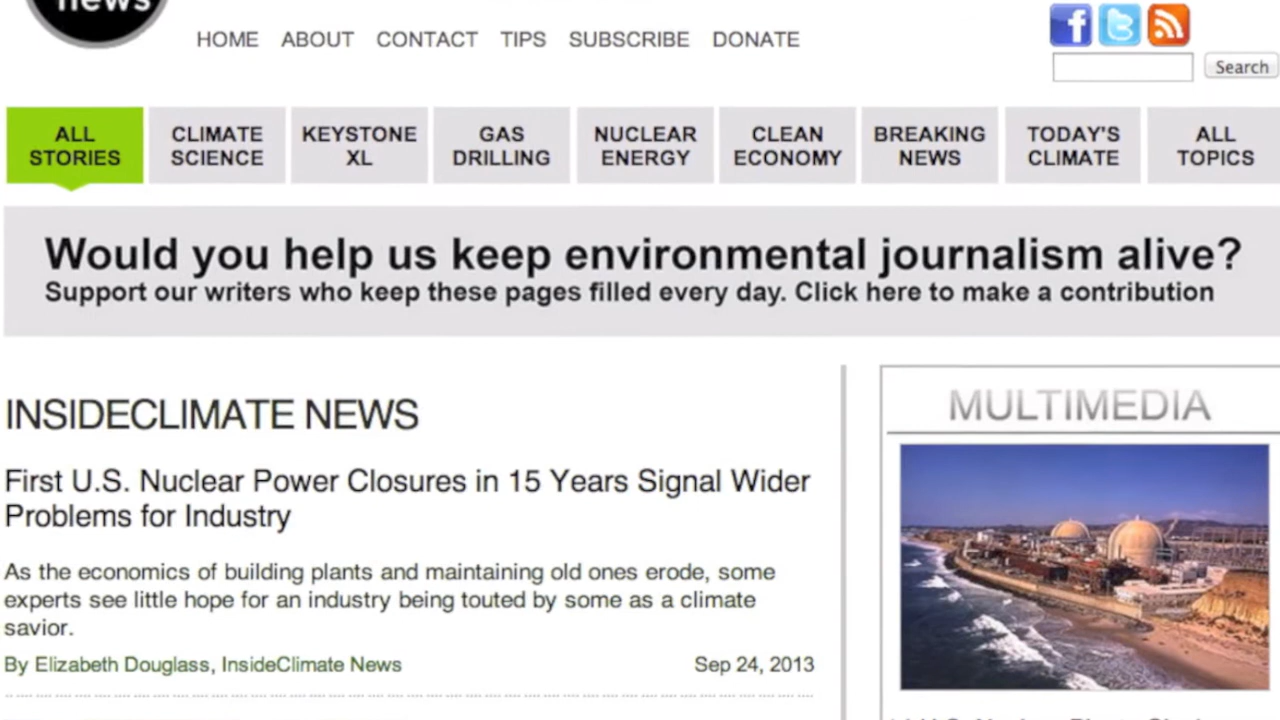 news
HOME ABOUT CONTACT TIPS SUBSCRIBE DONATE
Search
ALL STORIES
CLIMATE SCIENCE
KEYSTONE XL
GAS DRILLING
NUCLEAR ENERGY
CLEAN ECONOMY
BREAKING NEWS
TODAY'S CLIMATE
ALL TOPICS
Would you help us keep environmental journalism alive?
Support our writers who keep these pages filled every day. Click here to make a contribution
INSIDECLIMATE NEWS
First U.S. Nuclear Power Closures in 15 Years Signal Wider
Problems for Industry
As the economics of building plants and maintaining old ones erode, some
experts see little hope for an industry being touted by some as a climate
savior.
By Elizabeth Douglass, InsideClimate News
Sep 24, 2013
MULTIMEDIA